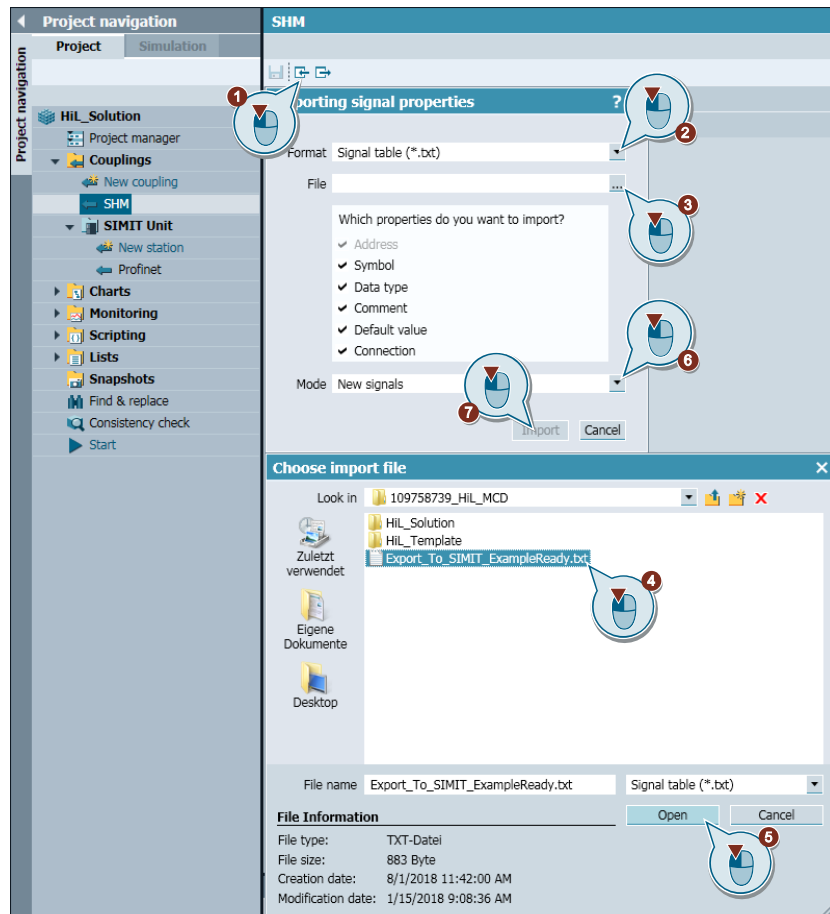 Project navigation
Project navigation
Project
Simulation
HiL_Solution
Project manager
Couplings
New coupling
SHM
SIMIT Unit
New station
Profinet
Charts
Monitoring
Scripting
Lists
Snapshots
Find & replace
Consistency check
Start
SHM
1
porting signal properties
?
2
Format Signal table (*.txt)
File
...
3
Which properties do you want to import?
Address
Symbol
Data type
Comment
Default value
Connection
6
Mode New signals
7
Import
Cancel
Choose import file
Look in 109758739_HiL_MCD
HiL_Solution
HiL_Template
Export_To_SIMIT_ExampleReady.txt
4
Zuletzt
verwendet
Eigene
Dokumente
Desktop
File name Export_To_SIMIT_ExampleReady.txt Signal table (*.txt)
Open
Cancel
5
File Information
File type: TXT-Datei
File size: 883 Byte
Creation date: 8/1/2018 11:42:00 AM
Modification date: 1/15/2018 9:08:36 AM